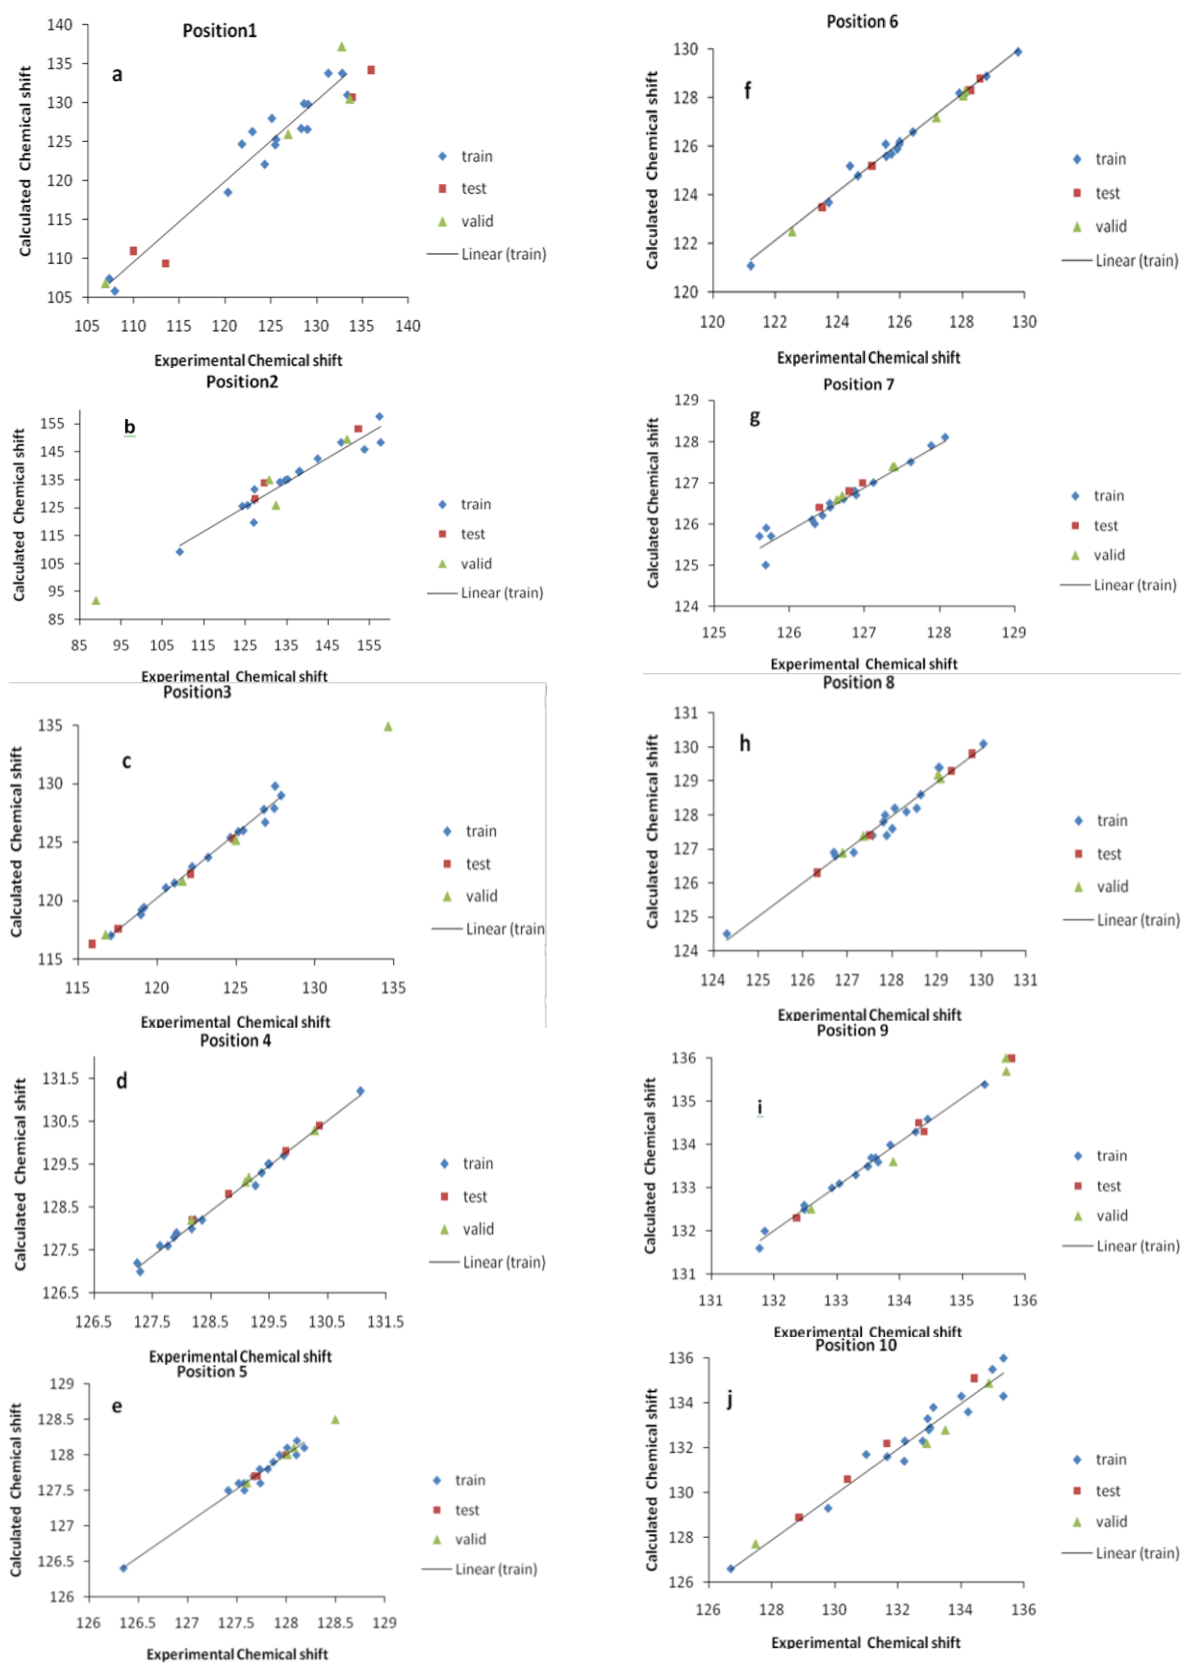 Position1
a
Calculated Chemical shift
140
135
130
125
120
115
110
105
105 110 115 120 125 130 135 140
Experimental Chemical shift
train
test
valid
Linear (train)
Position2
b
Calculated Chemical shift
155
145
135
125
115
105
95
85
85 95 105 115 125 135 145 155
Experimental Chemical shift
train
test
valid
Linear (train)
Position3
c
Calculated Chemical shift
135
130
125
120
115
115 120 125 130 135
Experimental Chemical shift
train
test
valid
Linear (train
Position 4
d
Calculated Chemical shift
131.5
130.5
129.5
128.5
127.5
126.5
126.5 127.5 128.5 129.5 130.5 131.5
Experimental Chemical shift
train
test
valid
Linear (train)
Position 5
e
Calculated Chemical shift
129
128.5
128
127.5
127
126.5
126
126 126.5 127 127.5 128 128.5 129
Experimental Chemical shift
train
test
valid
Linear (train)
Position 6
f
Calculated Chemical shift
130
128
126
124
122
120
120 122 124 126 128 130
Experimental Chemical shift
train
test
valid
Linear (train)
Position 7
g
Calculated Chemical shift
129
128
127
126
125
124
125 126 127 128 129
Experimental Chemical shift
train
test
valid
Linear (train)
Position 8
h
Calculated Chemical shift
131
130
129
128
127
126
125
124
124 125 126 127 128 129 130 131
Experimental Chemical shift
train
test
valid
Linear (train)
Position 9
i
Calculated Chemical shift
136
135
134
133
132
131
131 132 133 134 135 136
Experimental Chemical shift
train
test
valid
Linear (train)
Position 10
j
Calculated Chemical shift
136
134
132
130
128
126
126 128 130 132 134 136
Experimental Chemical shift
train
test
valid
Linear (train)